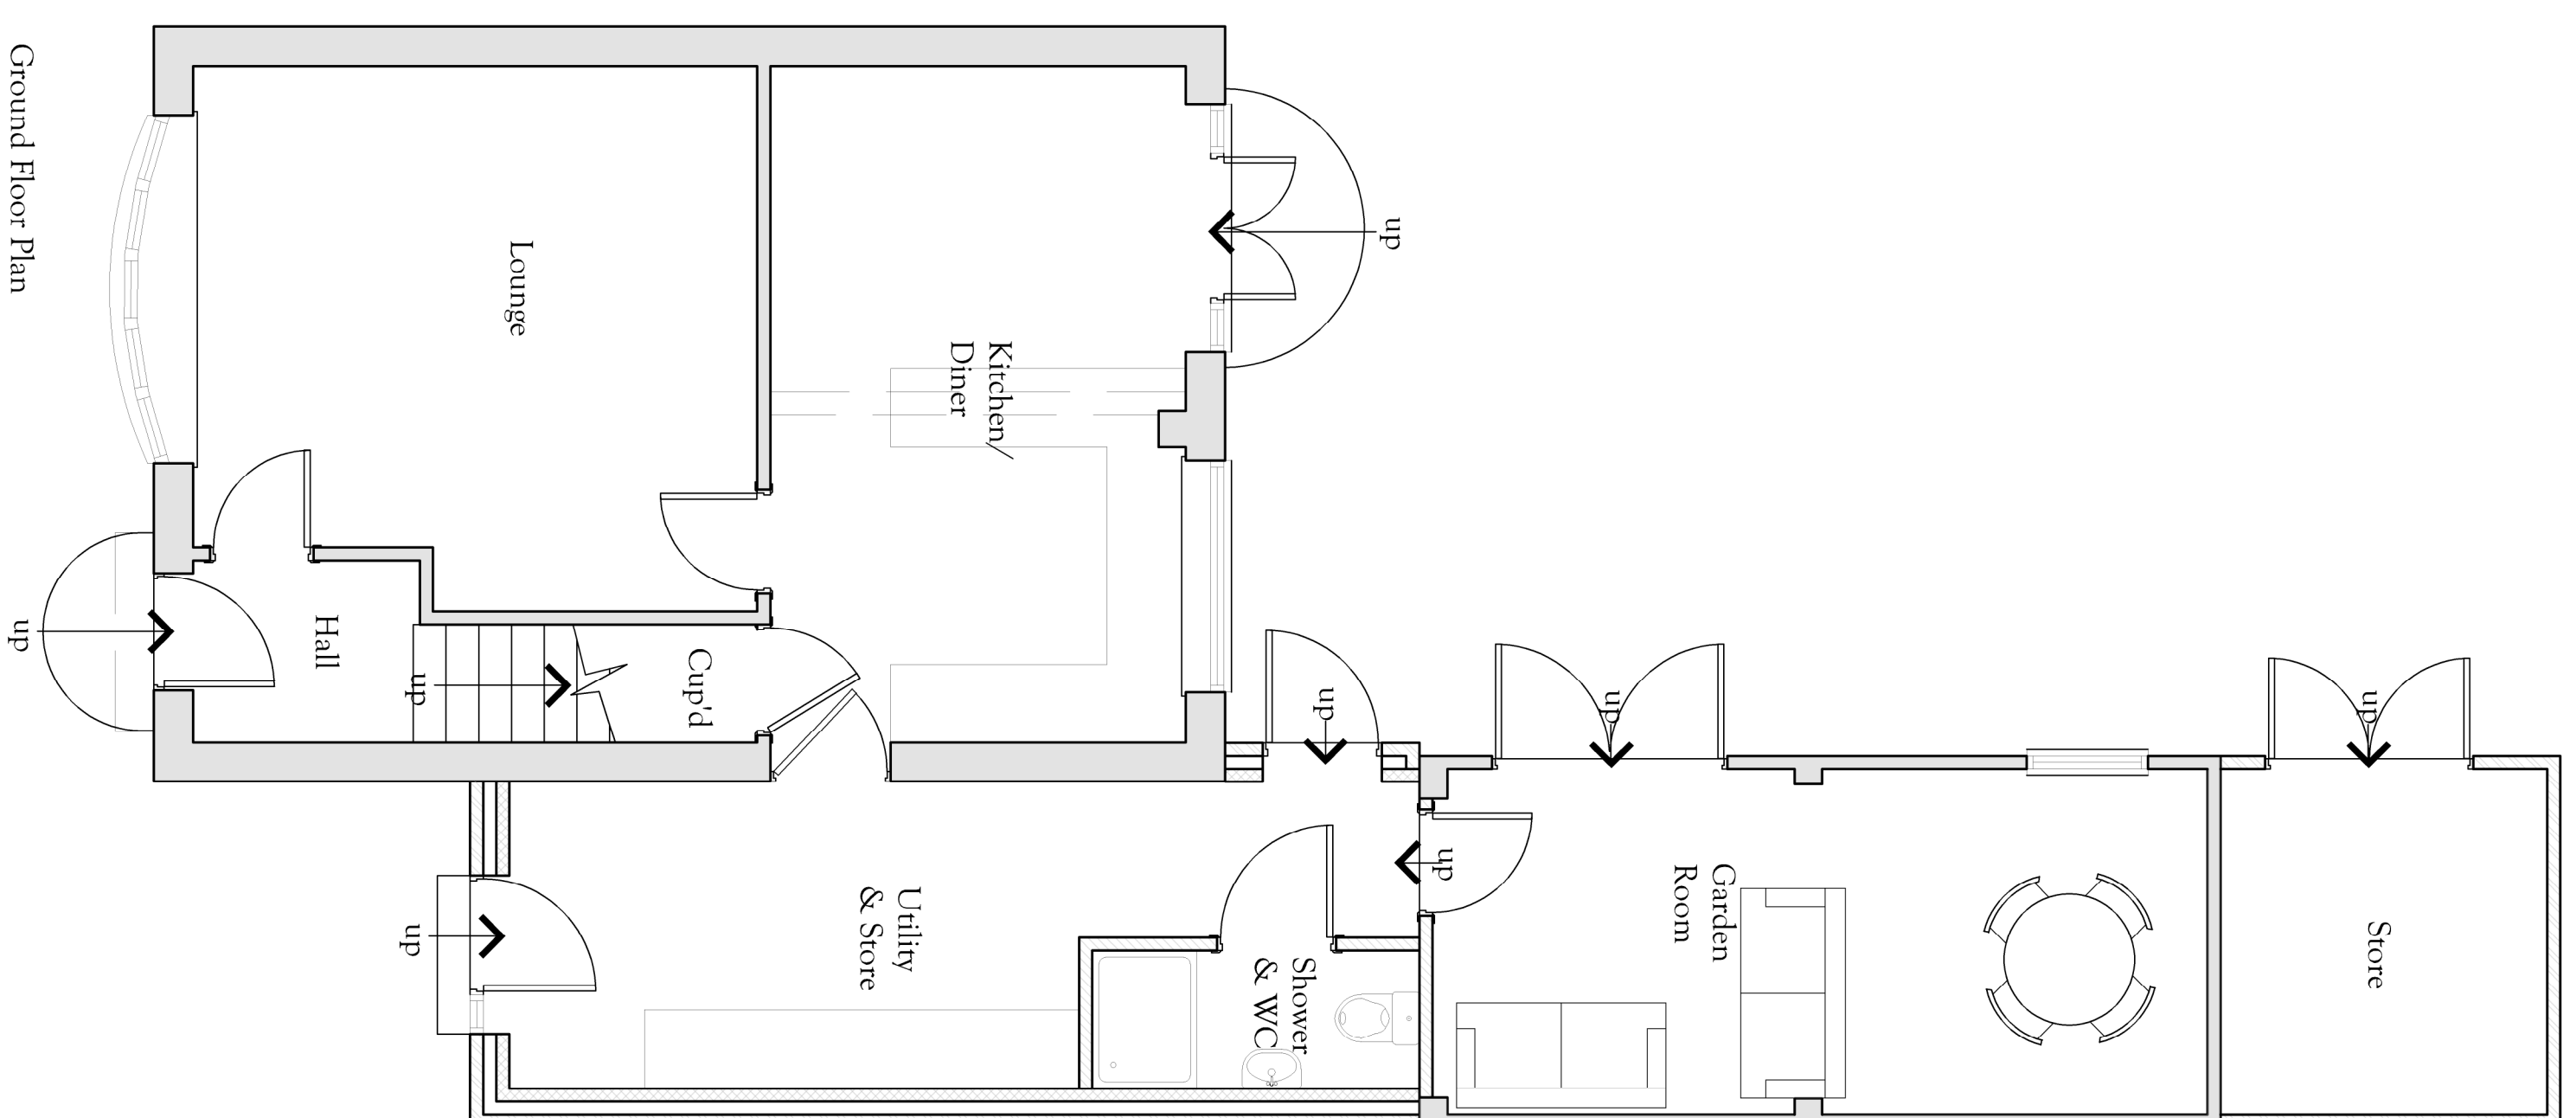 Ground Floor Plan
Lounge
Kitchen/
Diner
Hall
Cup'd
Utility
& Store
Shower
& WC
Garden
Room
Store
up
up
up
up
up
up
up
up